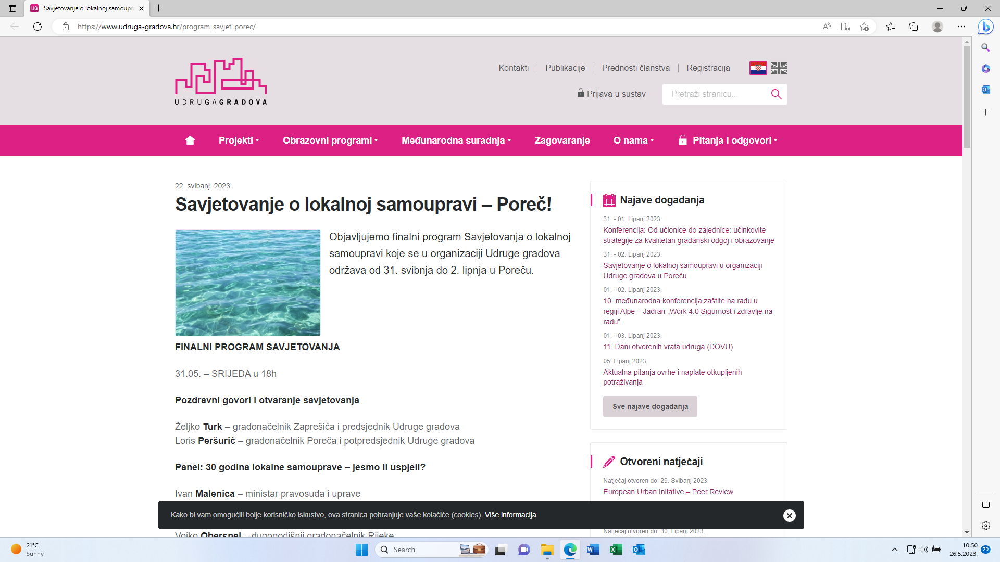 Savjetovanje o lokalnoj samoupr
https://www.udruga-gradova.hr/program_savjet_porec/
UDRUGAGRADOVA
Kontakti
Publikacije
Prednosti članstva
Registracija
Prijava u sustav
Pretraži stranicu...
Projekti
Obrazovni programi
Međunarodna suradnja
Zagovaranje
O nama
Pitanja i odgovori
22. svibanj. 2023.
Savjetovanje o lokalnoj samoupravi – Poreč!
Objavljujemo finalni program Savjetovanja o lokalnoj
samoupravi koje se u organizaciji Udruge gradova
održava od 31. svibnja do 2. lipnja u Poreču.
FINALNI PROGRAM SAVJETOVANJA
31.05. – SRIJEDA u 18h
Pozdravni govori i otvaranje savjetovanja
Željko Turk – gradonačelnik Zaprešića i predsjednik Udruge gradova
Loris Peršurić – gradonačelnik Poreča i potpredsjednik Udruge gradova
Panel: 30 godina lokalne samouprave – jesmo li uspjeli?
Ivan Malenica – ministar pravosuđa i uprave
Vojko Obersnel – dugogodišnji gradonačelnik Rijeke
Najave događanja
31. - 01. Lipanj 2023.
Konferencija: Od učionice do zajednice: učinkovite
strategije za kvalitetan građanski odgoj i obrazovanje
31. - 02. Lipanj 2023.
Savjetovanje o lokalnoj samoupravi u organizaciji
Udruge gradova u Poreču
01. - 02. Lipanj 2023.
10. međunarodna konferencija zaštite na radu u
regiji Alpe – Jadran „Work 4.0 Sigurnost i zdravlje na
radu”.
01. - 03. Lipanj 2023.
11. Dani otvorenih vrata udruga (DOVU)
05. Lipanj 2023.
Aktualna pitanja ovrhe i naplate otkupljenih
potraživanja
Sve najave događanja
Otvoreni natječaji
Natječaj otvoren do: 29. Svibanj 2023.
European Urban Initative – Peer Review
Natječaj otvoren do: 30. Lipanj 2023.
Kako bi vam omogućili bolje korisničko iskustvo, ova stranica pohranjuje vaše kolačiće (cookies). Više informacija
21°C
Sunny
Search
10:50
26.5.2023.
20